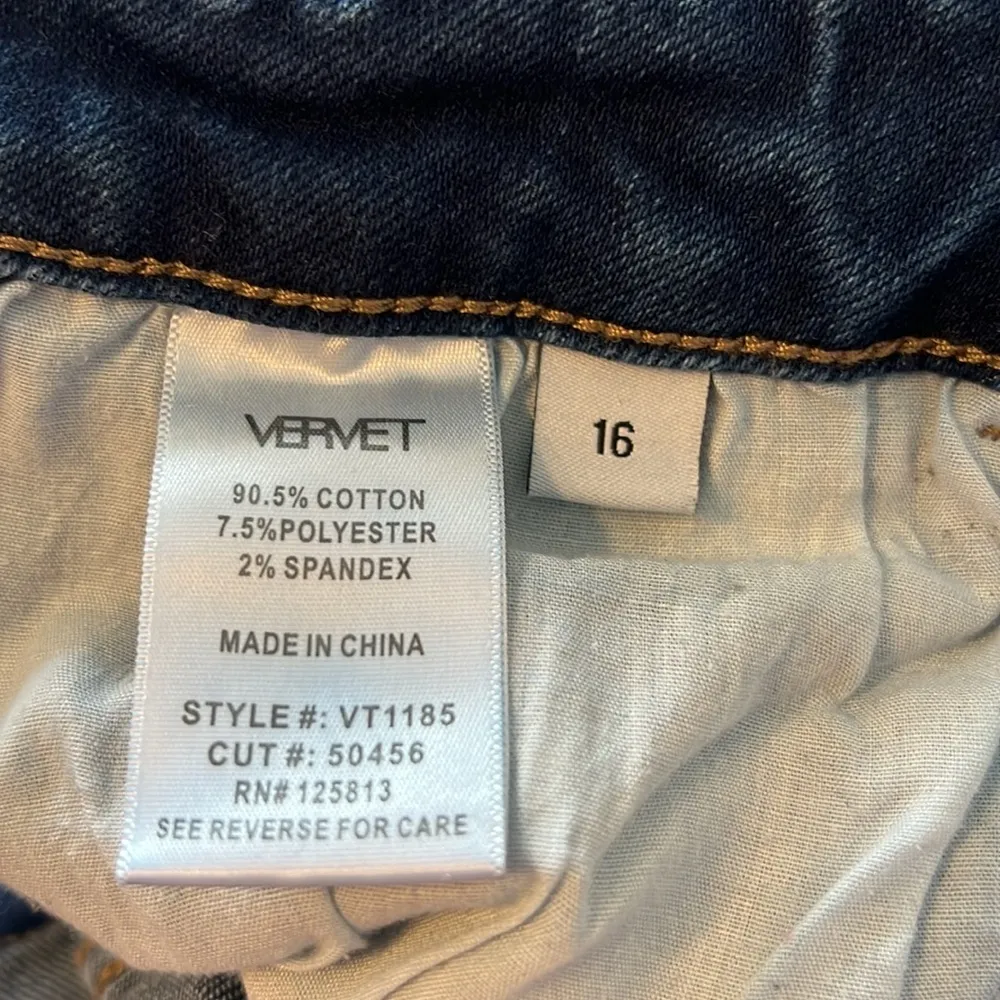 VERVET
90.5% COTTON
7.5%POLYESTER
2% SPANDEX
MADE IN CHINA
STYLE #: VT1185
CUT #: 50456
RN# 125813
SEE REVERSE FOR CARE
16